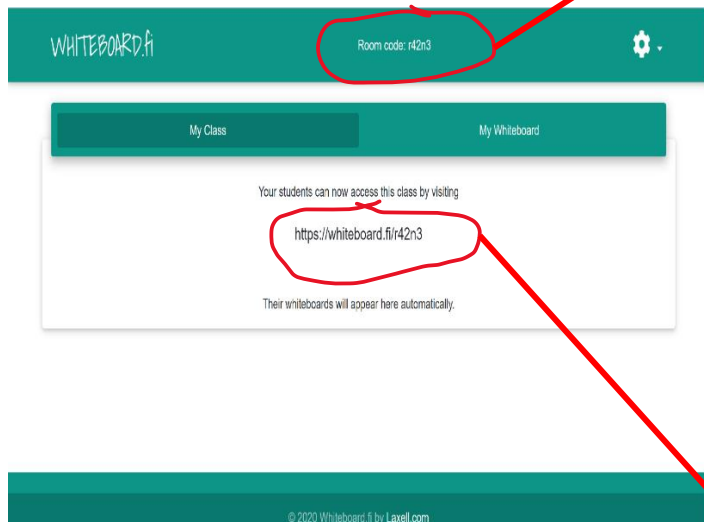 WHITEBOARD.fi
Room code: r42n3
My Class
My Whiteboard
Your students can now access this class by visiting
https://whiteboard.fi/r42n3
Their whiteboards will appear here automatically.
© 2020 Whiteboard.fi by Laxell.com